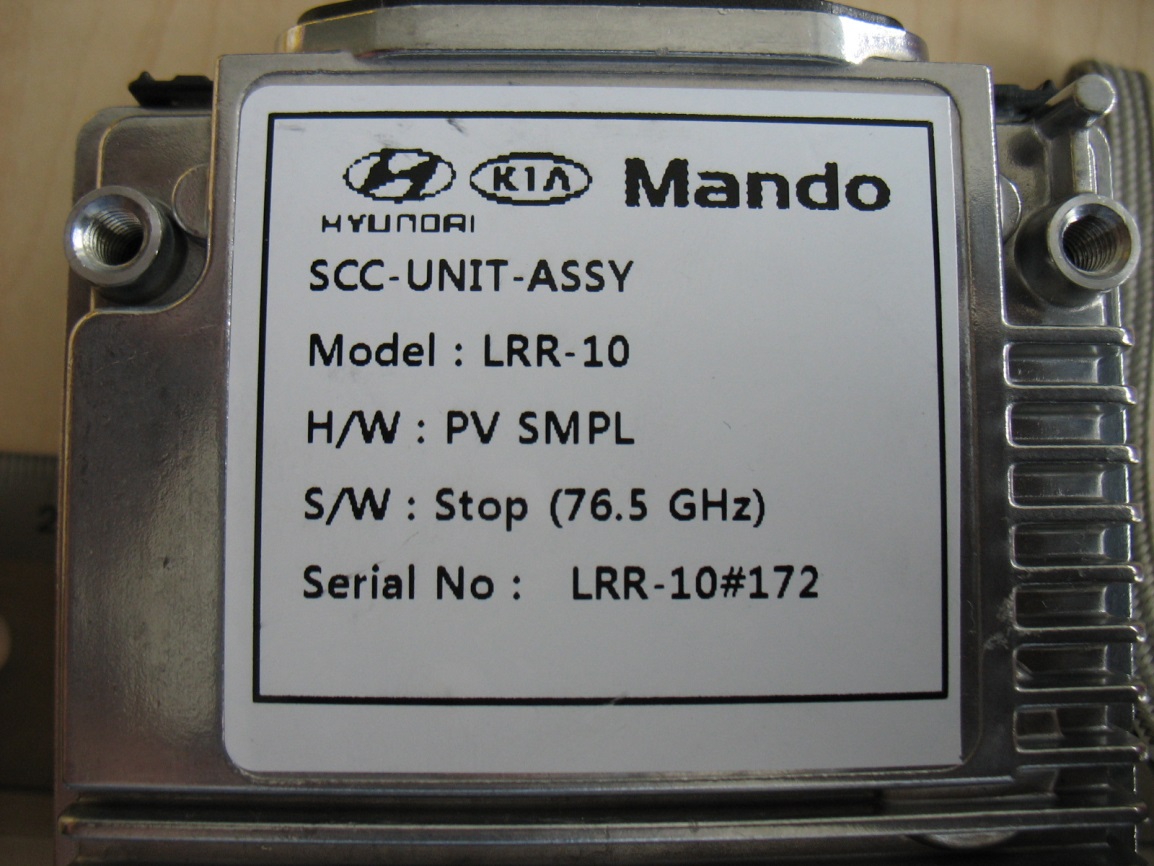 KIA Mando
HYUNDAI
SCC-UNIT-ASSY
Model : LRR-10
H/W : PV SMPL
S/W : Stop (76.5 GHz)
Serial No : LRR-10#172
2